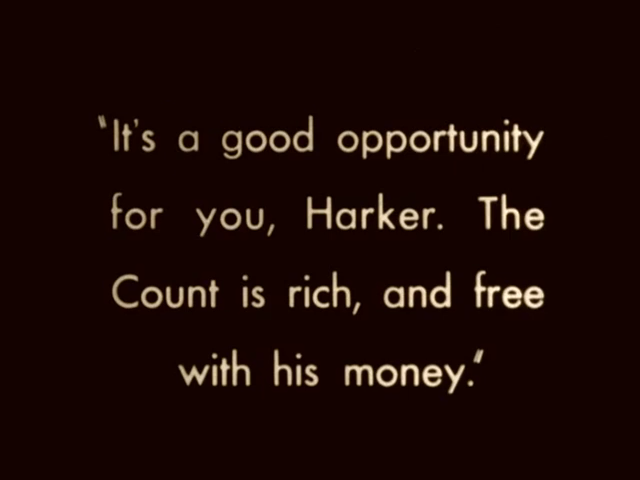 "It's a good opportunity
for you, Harker. The
Count is rich, and free
with his money."